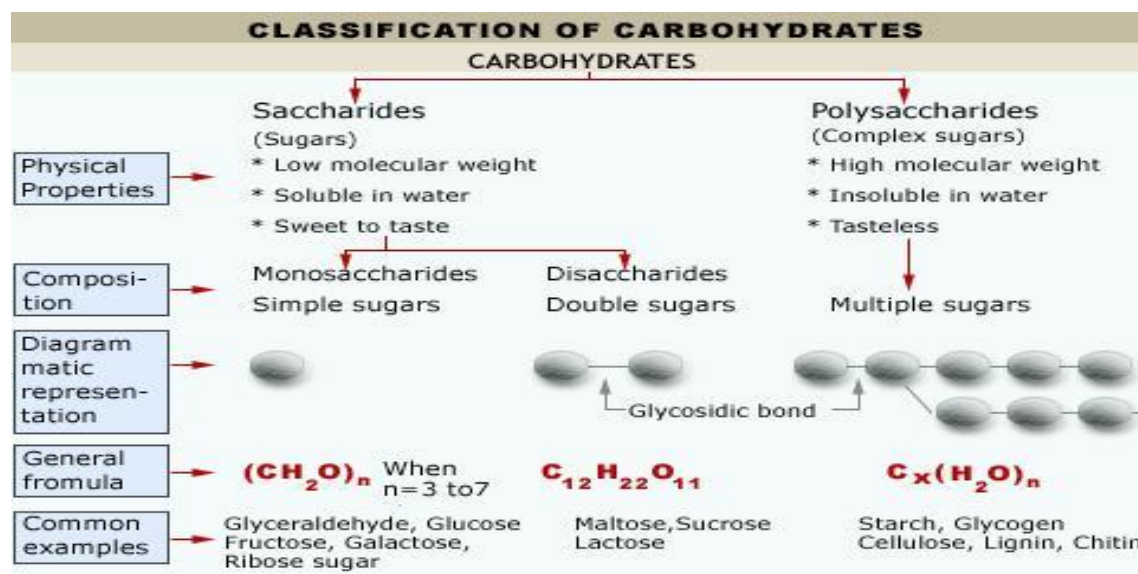 CLASSIFICATION OF CARBOHYDRATES
CARBOHYDRATES
Saccharides
(Sugars)
* Low molecular weight
* Soluble in water
* Sweet to taste
Polysaccharides
(Complex sugars)
* High molecular weight
* Insoluble in water
* Tasteless
Physical
Properties
Composi-
tion
Monosaccharides
Simple sugars
Disaccharides
Double sugars
Multiple sugars
Diagram
matic
represen-
tation
Glycosidic bond
General
fromula
(CH₂O)ₙ When
n=3 to7
C₁₂H₂₂O₁₁
Cₓ(H₂O)ₙ
Common
examples
Glyceraldehyde, Glucose
Fructose, Galactose,
Ribose sugar
Maltose,Sucrose
Lactose
Starch, Glycogen
Cellulose, Lignin, Chitin